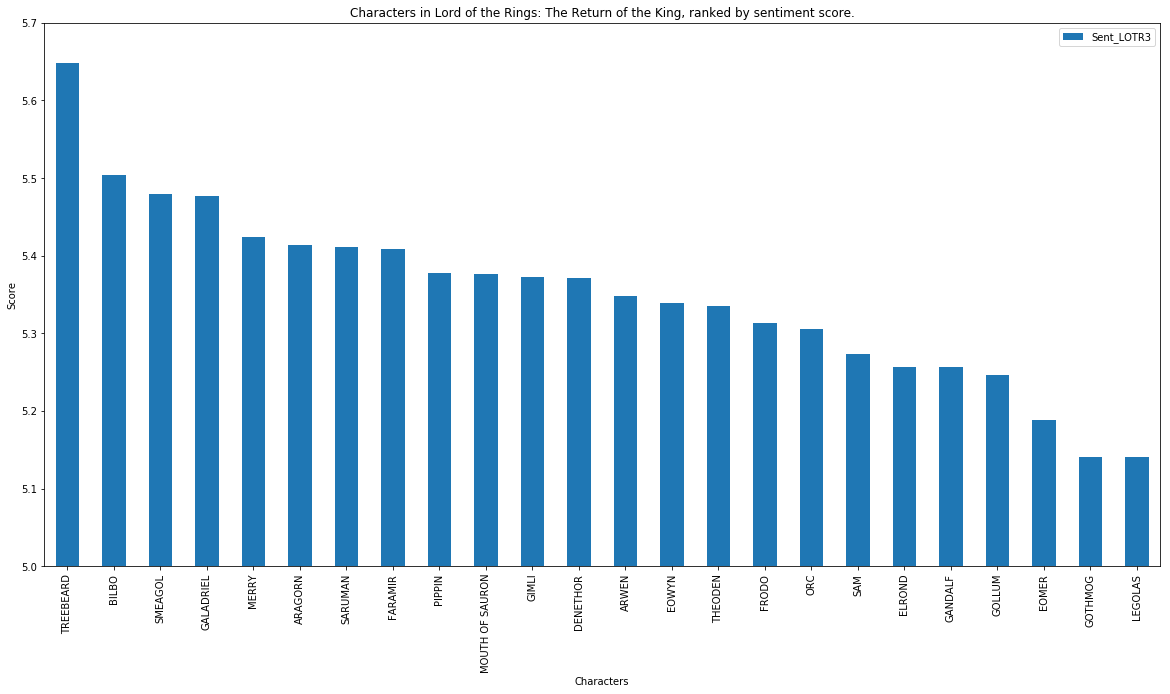 Characters in Lord of the Rings: The Return of the King, ranked by sentiment score.
Sent_LOTR3
Score
5.7
5.6
5.5
5.4
5.3
5.2
5.1
5.0
TREEBEARD
BILBO
SMEAGOL
GALADRIEL
MERRY
ARAGORN
SARUMAN
FARAMIR
PIPPIN
MOUTH OF SAURON
GIMLI
DENETHOR
ARWEN
EOWYN
THEODEN
FRODO
ORC
SAM
ELROND
GANDALF
GOLLUM
EOMER
GOTHMOG
LEGOLAS
Characters